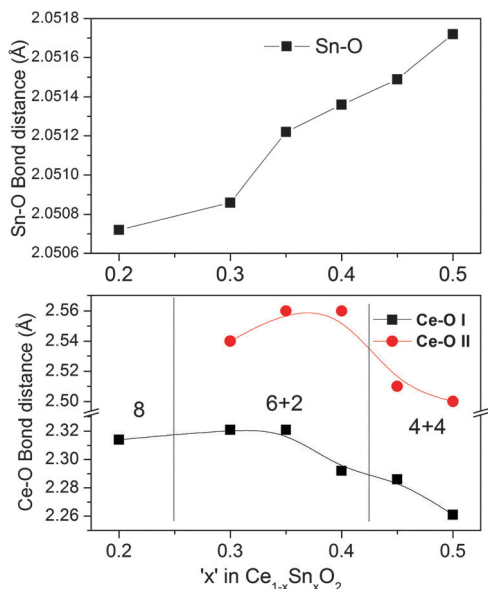 Sn-O Bond distance (Å)
2.0518
2.0516
2.0514
2.0512
2.0510
2.0508
2.0506
Sn-O
0.2 0.3 0.4 0.5
Ce-O Bond distance (Å)
2.56
2.54
2.52
2.50
2.32
2.30
2.28
2.26
Ce-O I
Ce-O II
8
6+2
4+4
0.2 0.3 0.4 0.5
'x' in Ce₁₋ₓSnₓO₂